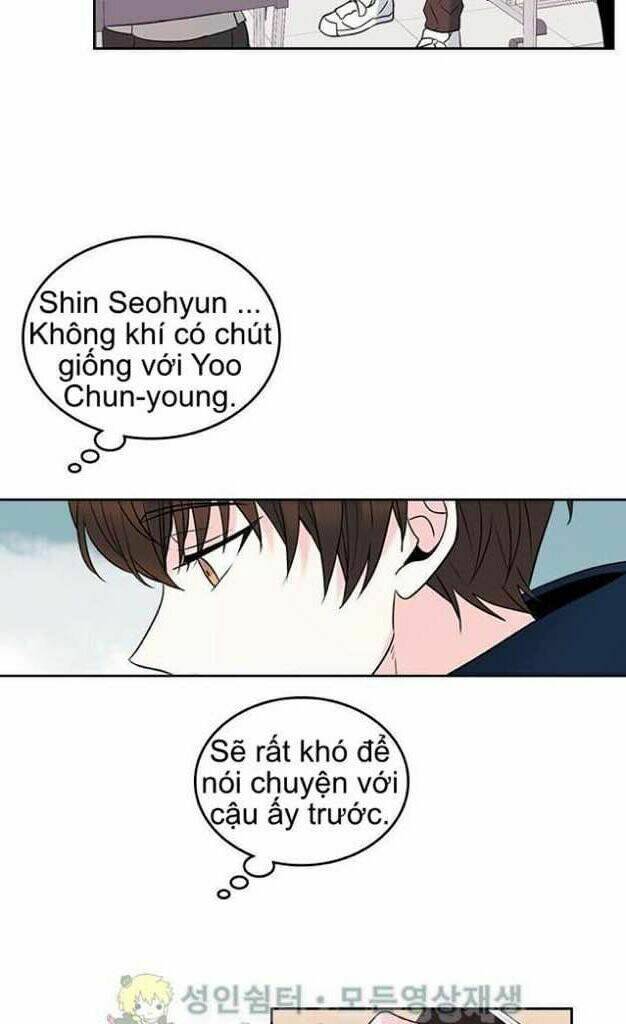 Shin Seohyun ...
Không khí có chút
giống với Yoo
Chun-young.
Sẽ rất khó để
nói chuyện với
cậu ấy trước.
성인쉼터 · 모든영상재생